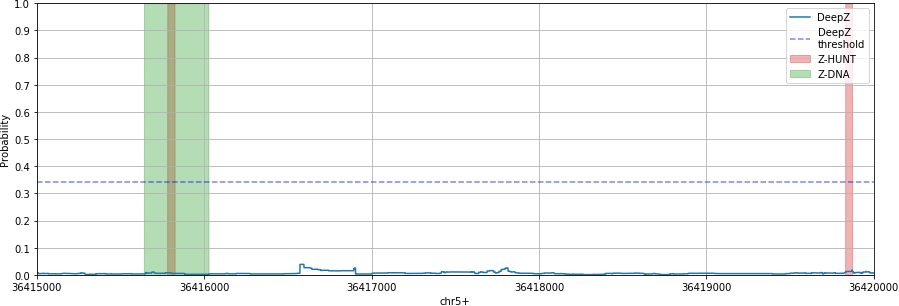 1.0
0.9
0.8
0.7
0.6
0.5
0.4
0.3
0.2
0.1
0.0
Probability
36415000 36416000 36417000 36418000 36419000 36420000
chr5+
DeepZ
DeepZ
threshold
Z-HUNT
Z-DNA